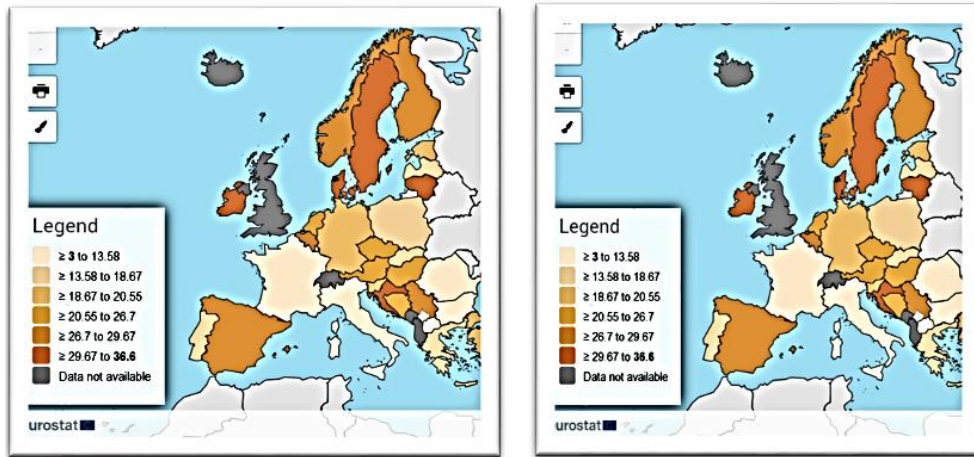 Legend
≥ 3 to 13.58
≥ 13.58 to 18.67
≥ 18.67 to 20.55
≥ 20.55 to 26.7
≥ 26.7 to 29.67
≥ 29.67 to 36.6
Data not available
eurostat
Legend
≥ 3 to 13.58
≥ 13.58 to 18.67
≥ 18.67 to 20.55
≥ 20.55 to 26.7
≥ 26.7 to 29.67
≥ 29.67 to 36.6
Data not available
eurostat